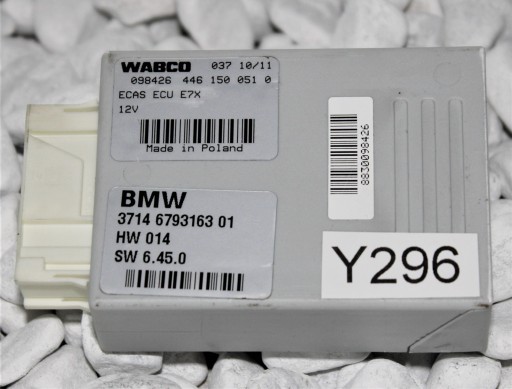 WABCO 037 10/11
098426 446 150 051 0
ECAS ECU E7X
12V
Made in Poland
BMW
3714 6793163 01
HW 014
SW 6.45.0
8830098426
Y296